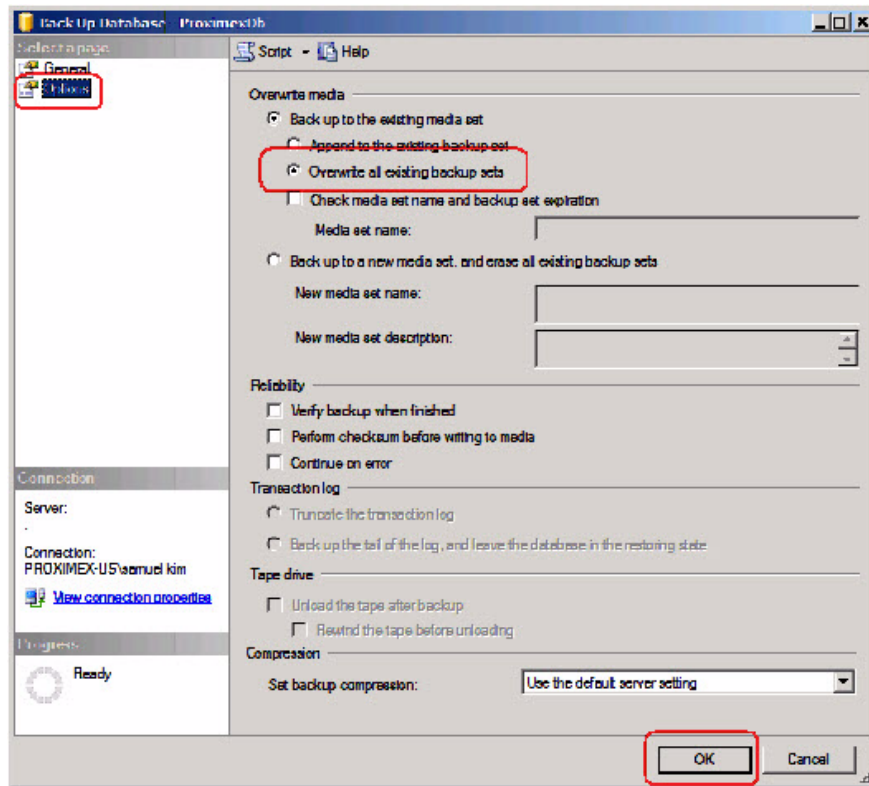 Back Up Database - ProximexDb
Select a page
General
Options
Script Help
Overwrite media
Back up to the existing media set
Append to the existing backup set
Overwrite all existing backup sets
Check media set name and backup set expiration
Media set name:
Back up to a new media set, and erase all existing backup sets
New media set name:
New media set description:
Reliability
Verify backup when finished
Perform checksum before writing to media
Continue on error
Transaction log
Truncate the transaction log
Back up the tail of the log, and leave the database in the restoring state
Tape drive
Unload the tape after backup
Rewind the tape before unloading
Compression
Set backup compression:
Use the default server setting
Connection
Server:
.
Connection:
PROXIMEX-US\samuel kim
View connection properties
Progress
Ready
OK
Cancel